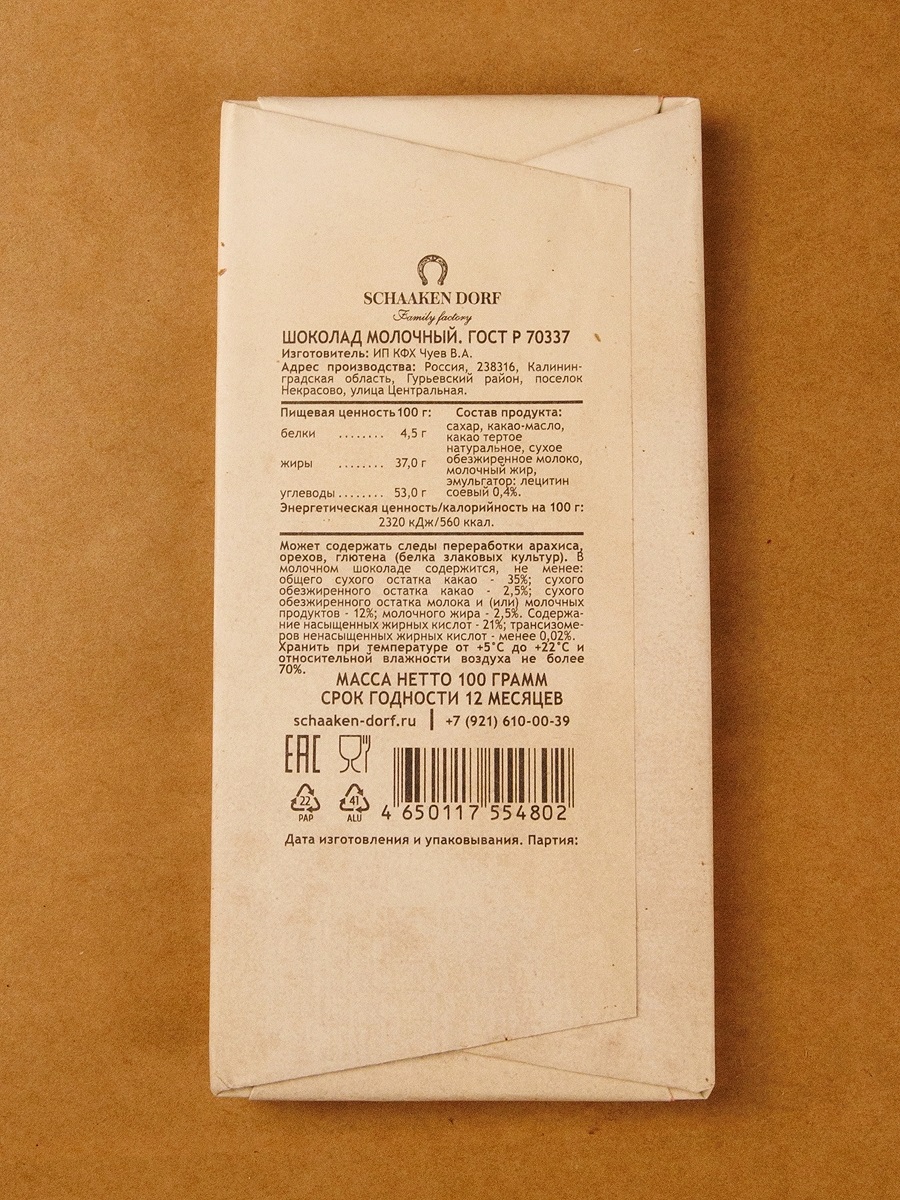 SCHAAKEN DORF
Family factory
ШОКОЛАД МОЛОЧНЫЙ. ГОСТ Р 70337
Изготовитель: ИП КФХ Чуев В.А.
Адрес производства: Россия, 238316, Калинин-
градская область, Гурьевский район, поселок
Некрасово, улица Центральная.
Пищевая ценность 100 г:
белки ........ 4,5 г
жиры ........ 37,0 г
углеводы ........ 53,0 г
Состав продукта:
сахар, какао-масло,
какао тертое
натуральное, сухое
обезжиренное молоко,
молочный жир,
эмульгатор: лецитин
соевый 0,4%.
Энергетическая ценность/калорийность на 100 г:
2320 кДж/560 ккал.
Может содержать следы переработки арахиса,
орехов, глютена (белка злаковых культур). В
молочном шоколаде содержится, не менее:
общего сухого остатка какао - 35%; сухого
обезжиренного остатка какао - 2,5%; сухого
обезжиренного остатка молока и (или) молочных
продуктов - 12%; молочного жира - 2,5%. Содержа-
ние насыщенных жирных кислот - 21%; трансизоме-
ров ненасыщенных жирных кислот - менее 0,02%.
Хранить при температуре от +5°С до +22°С и
относительной влажности воздуха не более
70%.
МАССА НЕТТО 100 ГРАММ
СРОК ГОДНОСТИ 12 МЕСЯЦЕВ
schaaken-dorf.ru | +7 (921) 610-00-39
EAC
22
PAP
41
ALU
4 650117 554802
Дата изготовления и упаковывания. Партия: